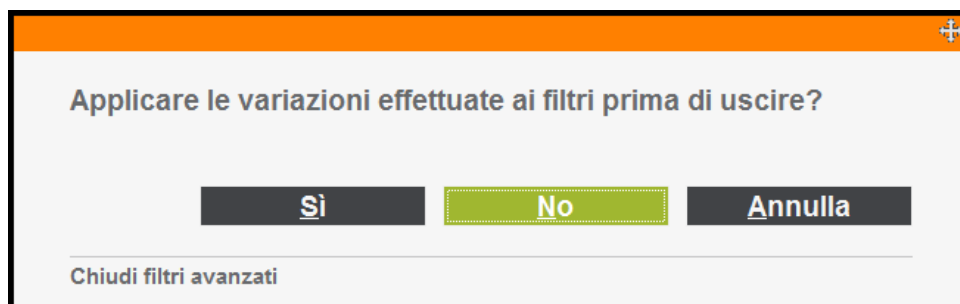 Applicare le variazioni effettuate ai filtri prima di uscire?
Sì No Annulla
Chiudi filtri avanzati